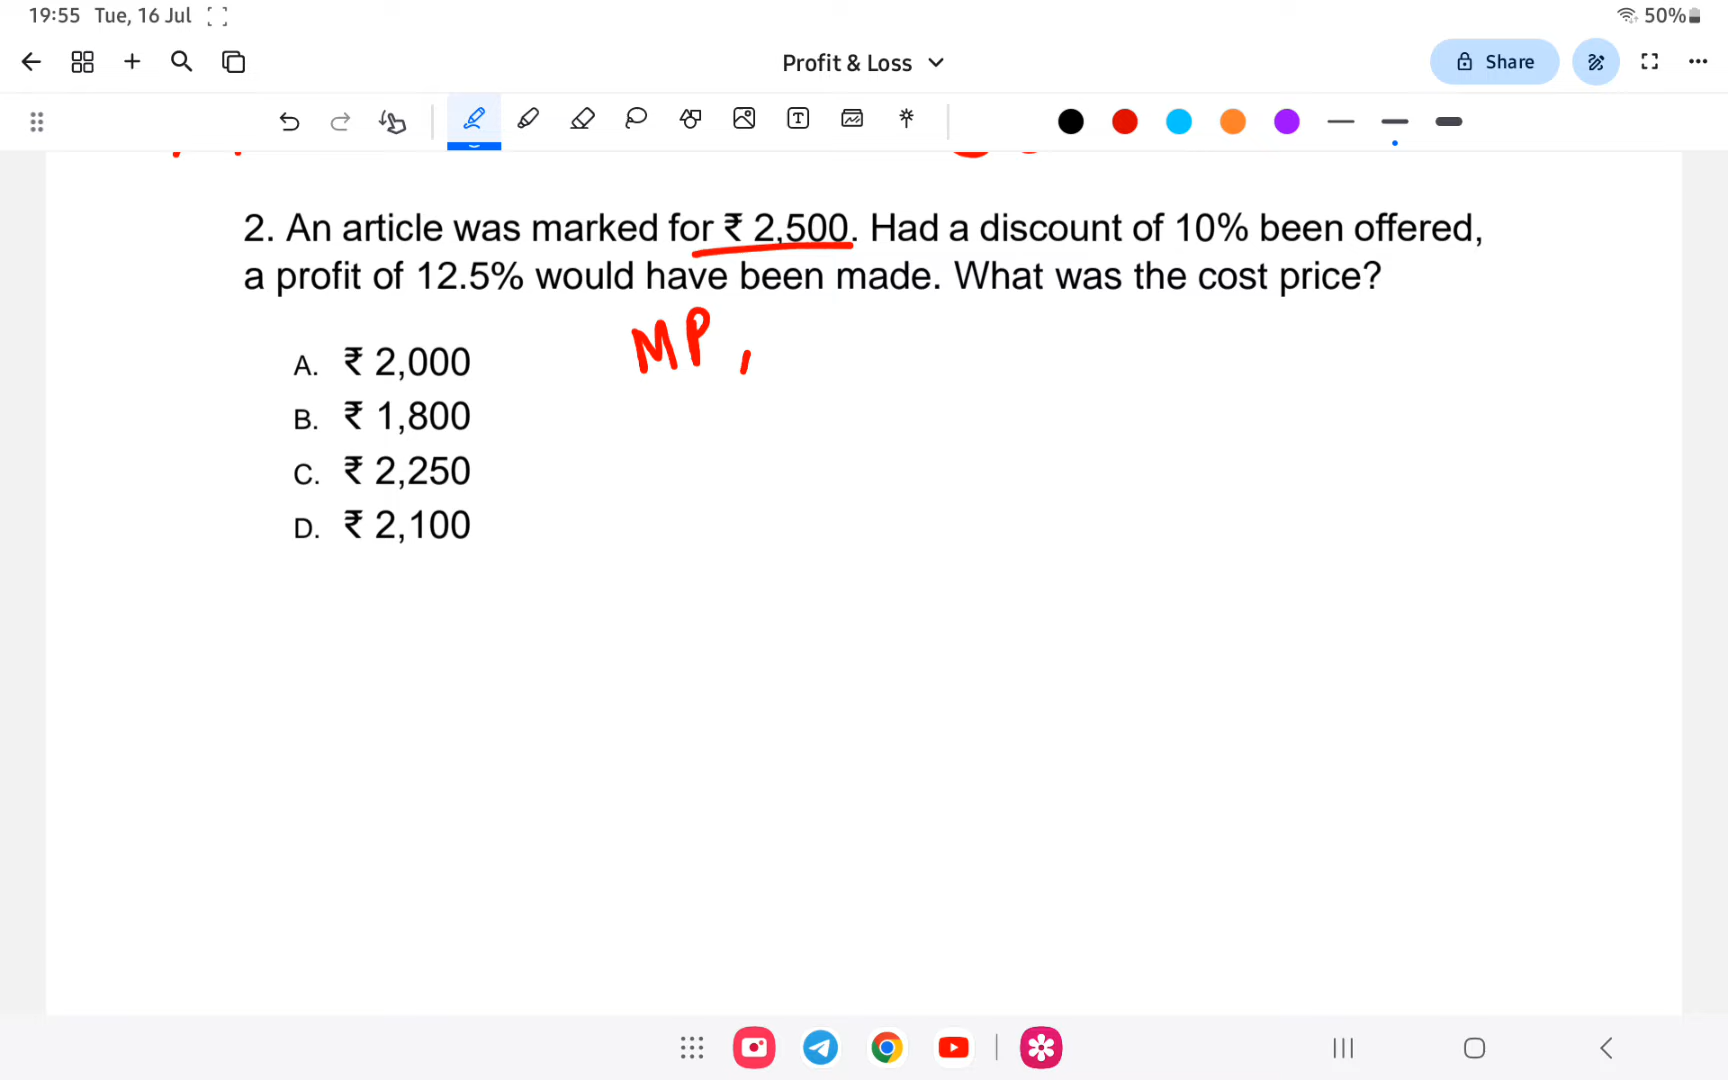 19:55 Tue, 16 Jul
50%
Profit & Loss
Share
2. An article was marked for ₹ 2,500. Had a discount of 10% been offered,
a profit of 12.5% would have been made. What was the cost price?
MP ,
A. ₹ 2,000
B. ₹ 1,800
C. ₹ 2,250
D. ₹ 2,100